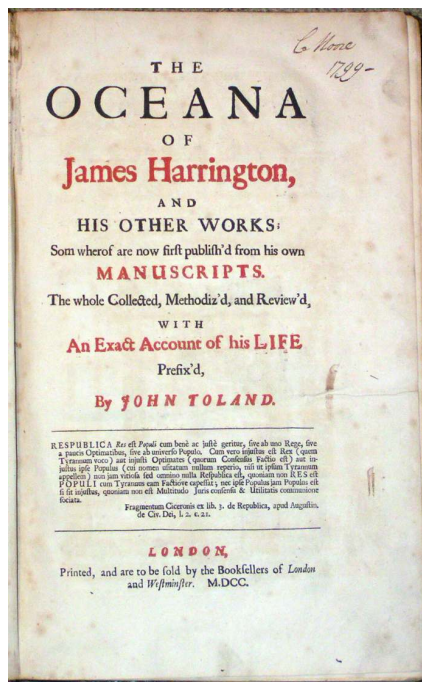 C Moore
1799-
THE
OCEANA
OF
James Harrington,
AND
HIS OTHER WORKS:
Som wherof are now firſt publiſh'd from his own
MANUSCRIPTS.
The whole Collected, Methodiz'd, and Review'd,
WITH
An Exact Account of his LIFE
Prefix'd,
By JOHN TOLAND.
RESPUBLICA Res eſt Populi cum benè ac juſtè geritur, ſive ab uno Rege, ſive
a paucis Optimatibus, ſive ab univerſo Populo. Cum vero injuſtus eſt Rex (quem
Tyrannum voco) aut injuſti Optimates (quorum Conſenſus Factio eſt) aut in-
juſtus ipſe Populus (cui nomen uſitatum nullum reperio, niſi ut ipſum Tyrannum
appellem) non jam vitioſa ſed omnino nulla Reſpublica eſt, quoniam non RES eſt
POPULI cum Tyrannus eam Factiove capeſſat; nec ipſe Populus jam Populus eſt
ſi ſit injuſtus, quoniam non eſt Multitudo Juris conſenſu & Utilitatis communione
ſociata.
Fragmentum Ciceronis ex lib. 3. de Republica, apud Auguſtin.
de Civ. Dei, l. 2. c. 21.
LONDON,
Printed, and are to be ſold by the Bookſellers of London
and Weſtminſter. M.DCC.